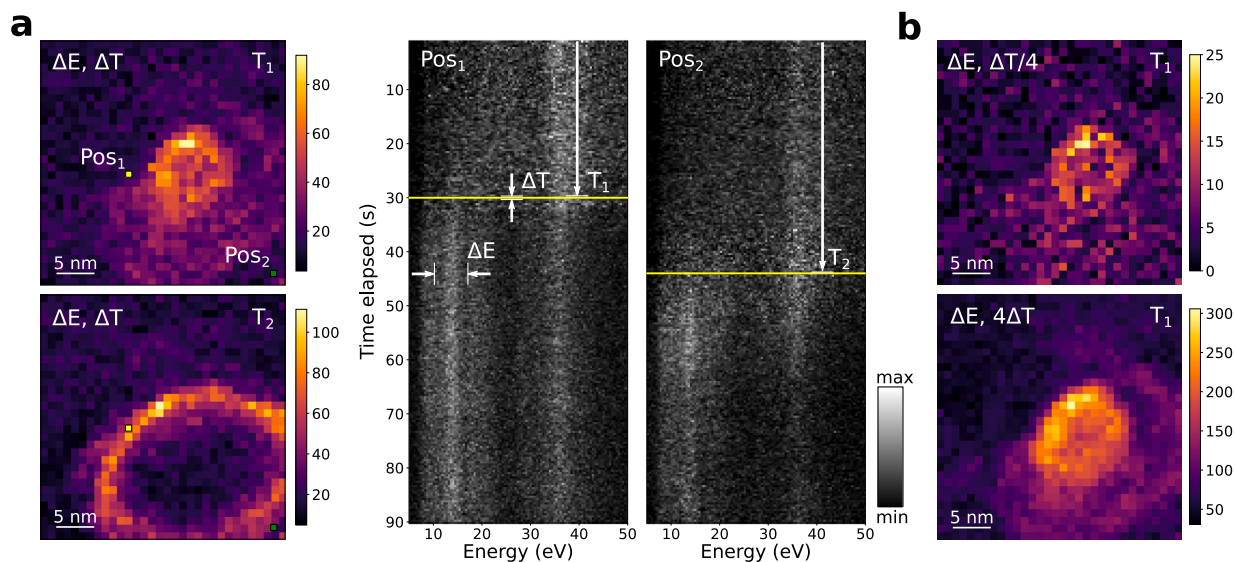 a
ΔE, ΔT T₁
Pos₁
Pos₂
5 nm
80
60
40
20
ΔE, ΔT T₂
5 nm
100
80
60
40
20
Time elapsed (s)
10
20
30
40
50
60
70
80
90
Pos₁
ΔT
T₁
ΔE
10 20 30 40 50
Energy (eV)
Pos₂
T₂
10 20 30 40 50
Energy (eV)
max
min
b
ΔE, ΔT/4 T₁
5 nm
25
20
15
10
5
0
ΔE, 4ΔT T₁
5 nm
300
250
200
150
100
50